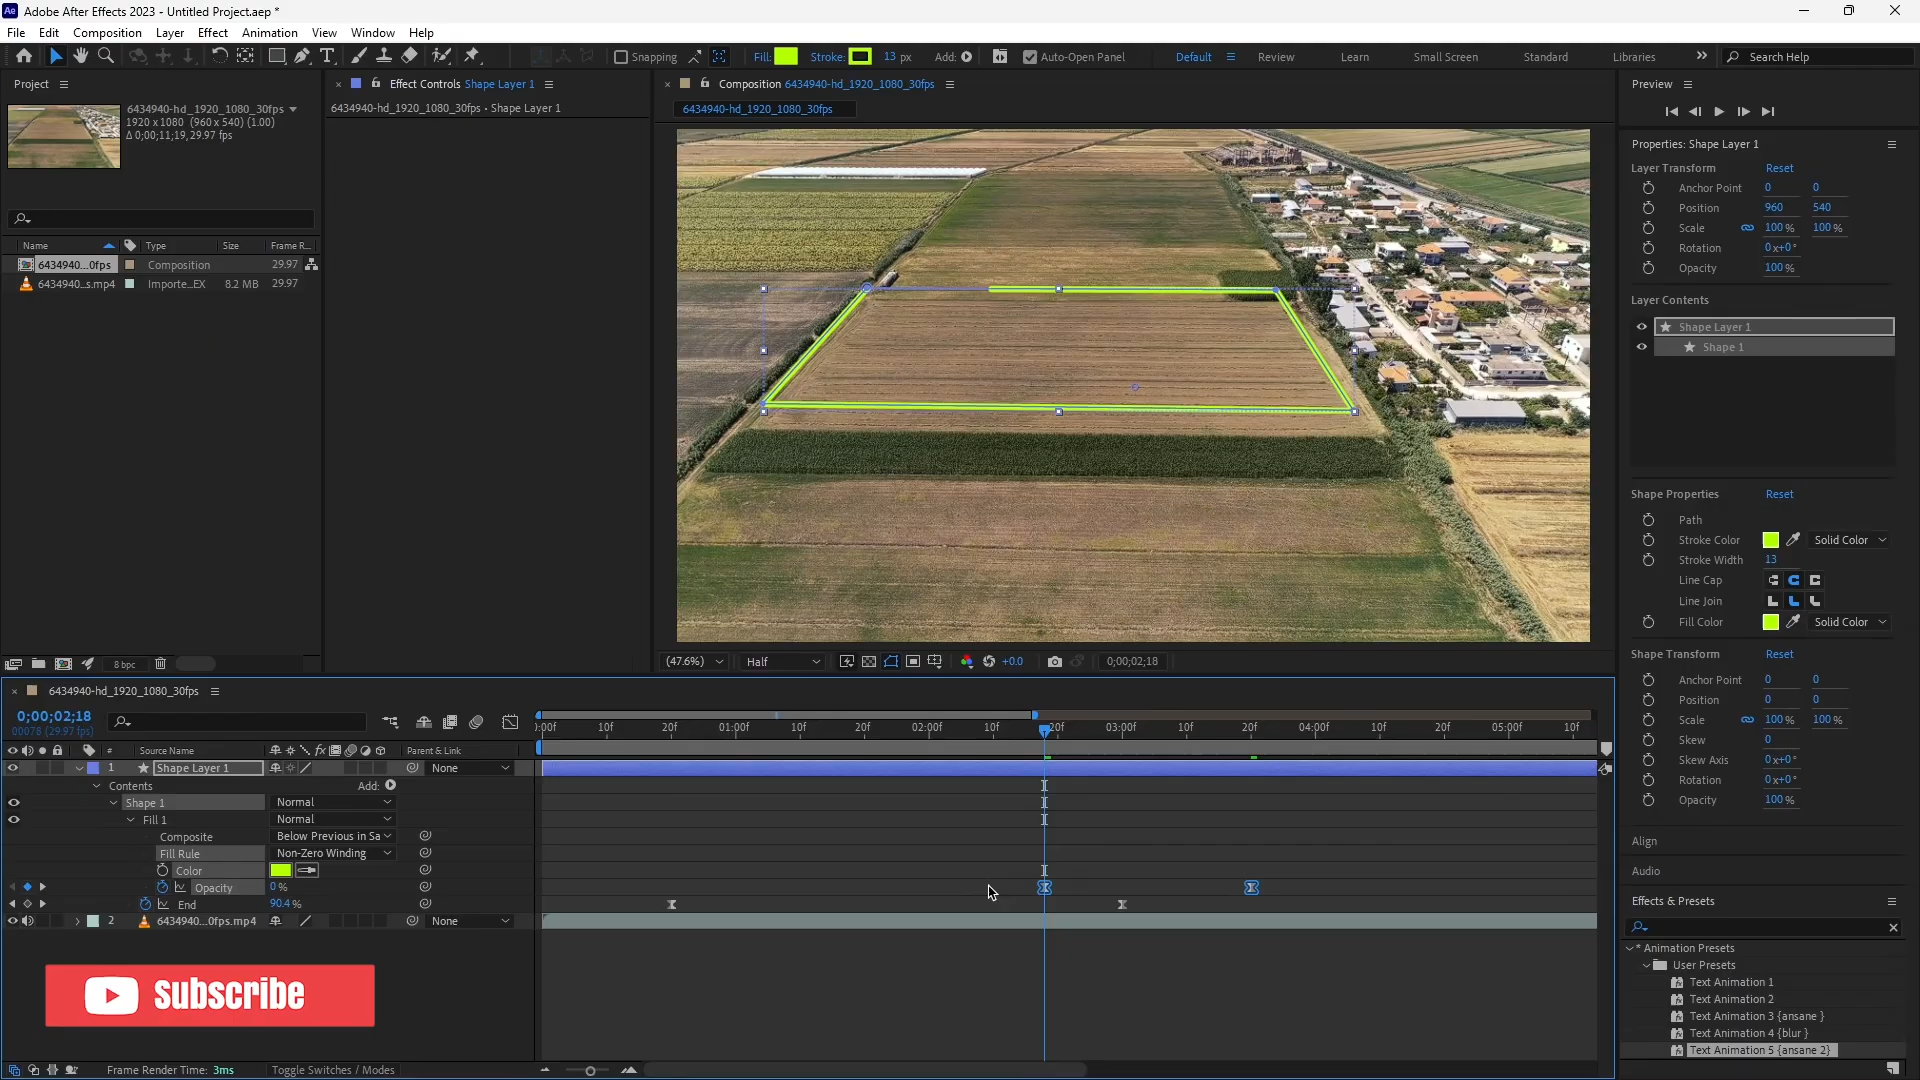 Adobe After Effects 2023 - Untitled Project.aep *
File Edit Composition Layer Effect Animation View Window Help
Snapping Fill: Stroke: 13 px Add: Auto-Open Panel Default Review Learn Small Screen Standard Libraries Search Help
Project
6434940-hd_1920_1080_30fps
1920 x 1080 (960 x 540) (1.00)
Δ 0;00;11;19, 29.97 fps
Name Type Size Frame R...
6434940...0fps Composition 29.97
6434940...s.mp4 Importe...EX 8.2 MB 29.97
8 bpc
Effect Controls Shape Layer 1
6434940-hd_1920_1080_30fps • Shape Layer 1
Composition 6434940-hd_1920_1080_30fps
6434940-hd_1920_1080_30fps
(47.6%) Half +0.0 0;00;02;18
Preview
Properties: Shape Layer 1
Layer Transform Reset
Anchor Point 0 0
Position 960 540
Scale 100 % 100 %
Rotation 0x+0°
Opacity 100 %
Layer Contents
Shape Layer 1
Shape 1
Shape Properties Reset
Path
Stroke Color Solid Color
Stroke Width 13
Line Cap
Line Join
Fill Color Solid Color
Shape Transform Reset
Anchor Point 0 0
Position 0 0
Scale 100 % 100 %
Skew 0
Skew Axis 0x+0°
Rotation 0x+0°
Opacity 100 %
Align
Audio
Effects & Presets
* Animation Presets
User Presets
Text Animation 1
Text Animation 2
Text Animation 3 {ansane }
Text Animation 4 {blur }
Text Animation 5 {ansane 2}
6434940-hd_1920_1080_30fps
0;00;02;18
00078 (29.97 fps)
):00f 10f 20f 01:00f 10f 20f 02:00f 10f 20f 03:00f 10f 20f 04:00f 10f 20f 05:00f 10f
# Source Name Parent & Link
1 Shape Layer 1 None
Contents Add:
Shape 1 Normal
Fill 1 Normal
Composite Below Previous in Sa
Fill Rule Non-Zero Winding
Color
Opacity 0 %
End 90.4 %
2 6434940...0fps.mp4 None
Subscribe
Frame Render Time: 3ms Toggle Switches / Modes